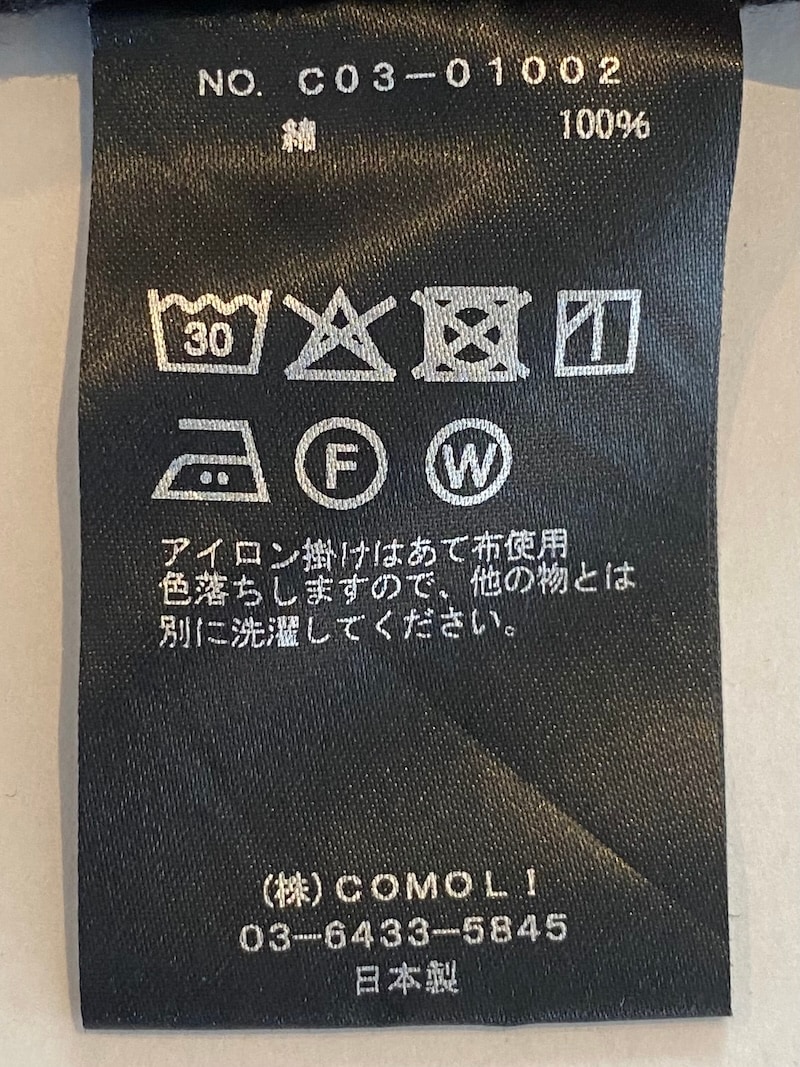 NO. C03-01002
綿 100%
30
F W
アイロン掛けはあて布使用
色落ちしますので、他の物とは
別に洗濯してください。
(株)COMOLI
03-6433-5845
日本製